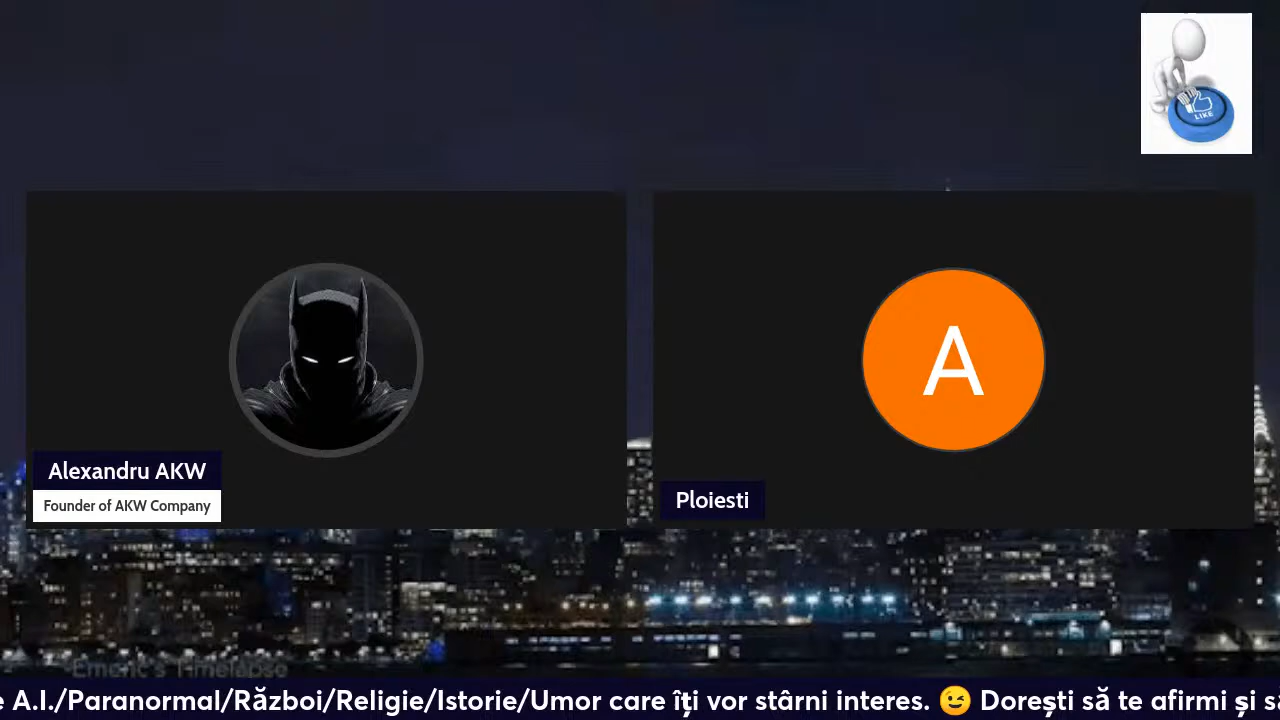 LIKE
A
Alexandru AKW
Founder of AKW Company
Ploiesti
Emeric's Timelapse
A.I./Paranormal/Război/Religie/Istorie/Umor care îți vor stârni interes. 😉 Dorești să te afirmi și